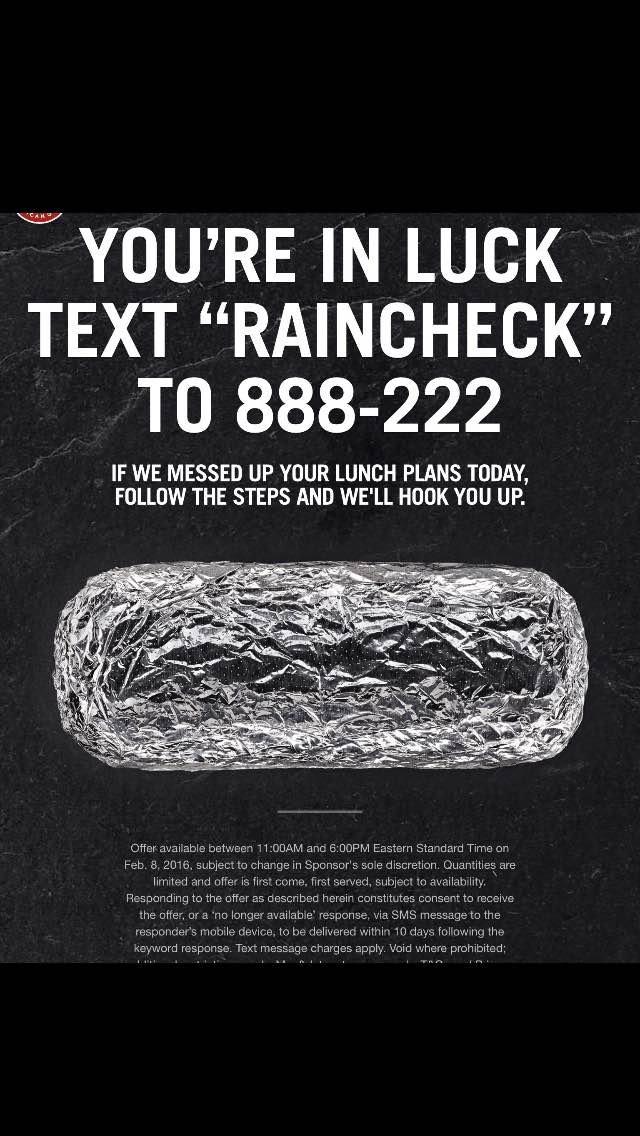 YOU'RE IN LUCK
TEXT “RAINCHECK”
TO 888-222
IF WE MESSED UP YOUR LUNCH PLANS TODAY,
FOLLOW THE STEPS AND WE'LL HOOK YOU UP.
Offer available between 11:00AM and 6:00PM Eastern Standard Time on
Feb. 8, 2016, subject to change in Sponsor's sole discretion. Quantities are
limited and offer is first come, first served, subject to availability.
Responding to the offer as described herein constitutes consent to receive
the offer, or a 'no longer available' response, via SMS message to the
responder's mobile device, to be delivered within 10 days following the
keyword response. Text message charges apply. Void where prohibited;